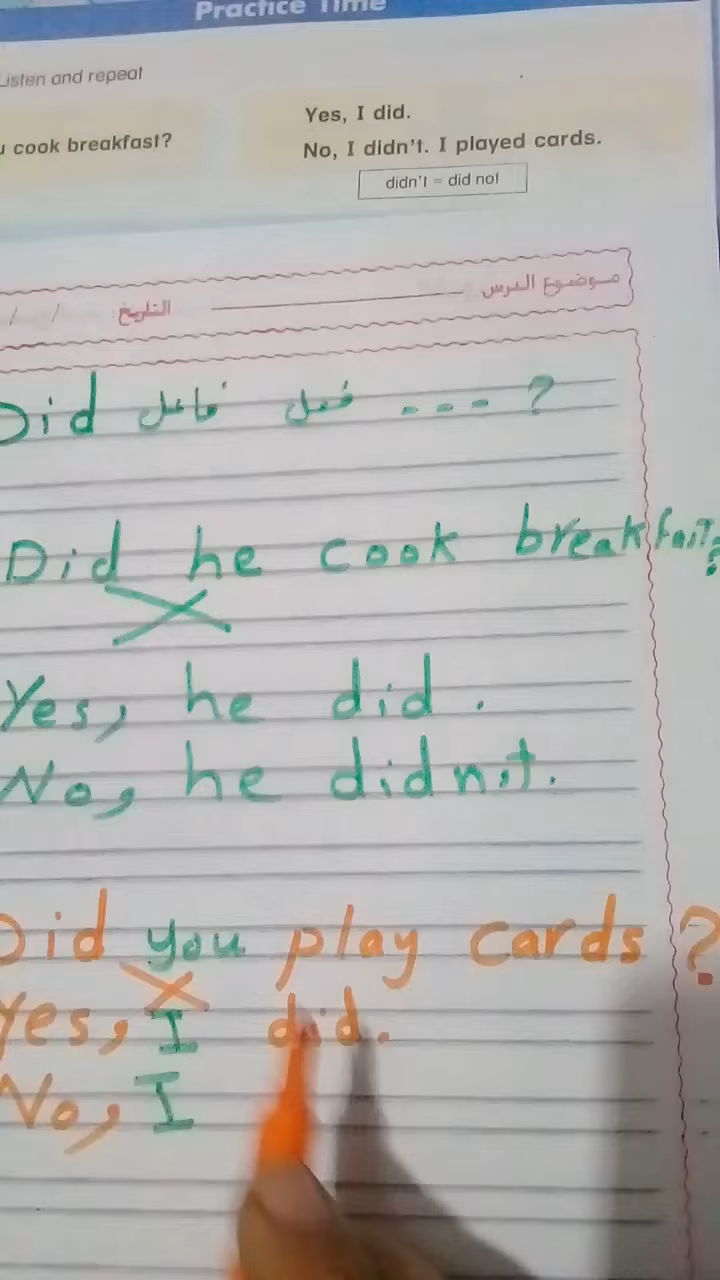 Practice Time
Listen and repeat
u cook breakfast?
Yes, I did.
No, I didn't. I played cards.
didn't = did not
موضوع الدرس ــــــــــ التاريخ / /
Did فاعل فعل ---- ?
Did he cook breakfast?
Yes, he did.
No, he didn't.
Did you play cards?
Yes, I did.
No, I